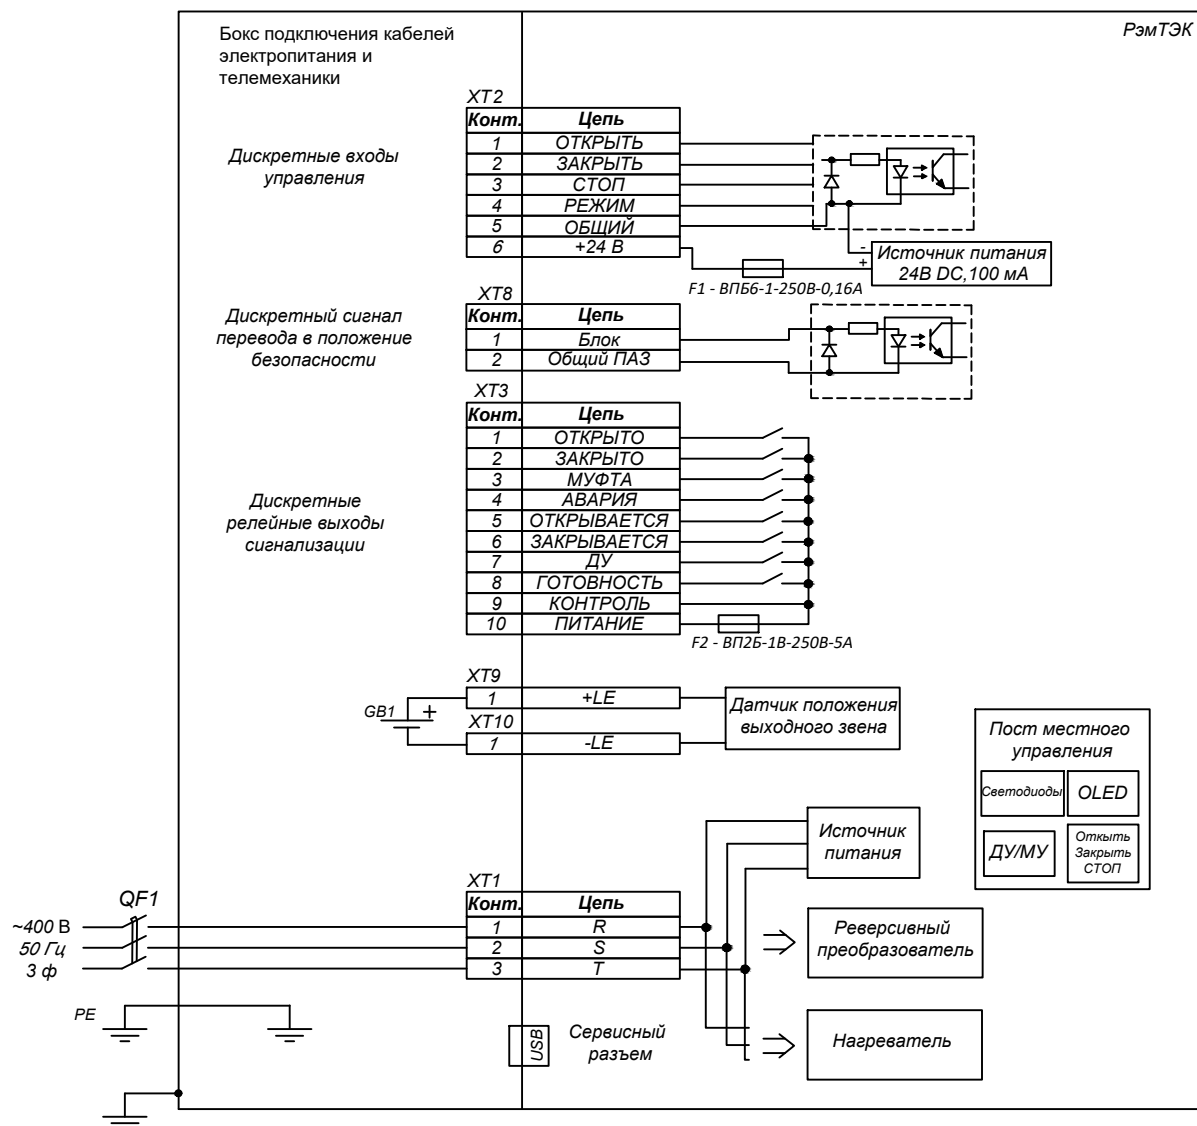 РэмТЭК
Бокс подключения кабелей
электропитания и
телемеханики
XT2
Конт. Цепь
Дискретные входы
управления
1 ОТКРЫТЬ
2 ЗАКРЫТЬ
3 СТОП
4 РЕЖИМ
5 ОБЩИЙ
6 +24 В
- +
Источник питания
24В DC,100 мА
F1 - ВПБ6-1-250В-0,16А
XT8
Конт. Цепь
Дискретный сигнал
перевода в положение
безопасности
1 Блок
2 Общий ПАЗ
XT3
Конт. Цепь
Дискретные
релейные выходы
сигнализации
1 ОТКРЫТО
2 ЗАКРЫТО
3 МУФТА
4 АВАРИЯ
5 ОТКРЫВАЕТСЯ
6 ЗАКРЫВАЕТСЯ
7 ДУ
8 ГОТОВНОСТЬ
9 КОНТРОЛЬ
10 ПИТАНИЕ
F2 - ВП2Б-1В-250В-5А
XT9
1 +LE
GB1 +
XT10
1 -LE
Датчик положения
выходного звена
Пост местного
управления
Светодиоды OLED
ДУ/МУ
Откыть
Закрыть
СТОП
Источник
питания
XT1
Конт. Цепь
QF1
~400 В
50 Гц
3 ф
1 R
2 S
3 T
Реверсивный
преобразователь
PE
USB
Сервисный
разъем
Нагреватель